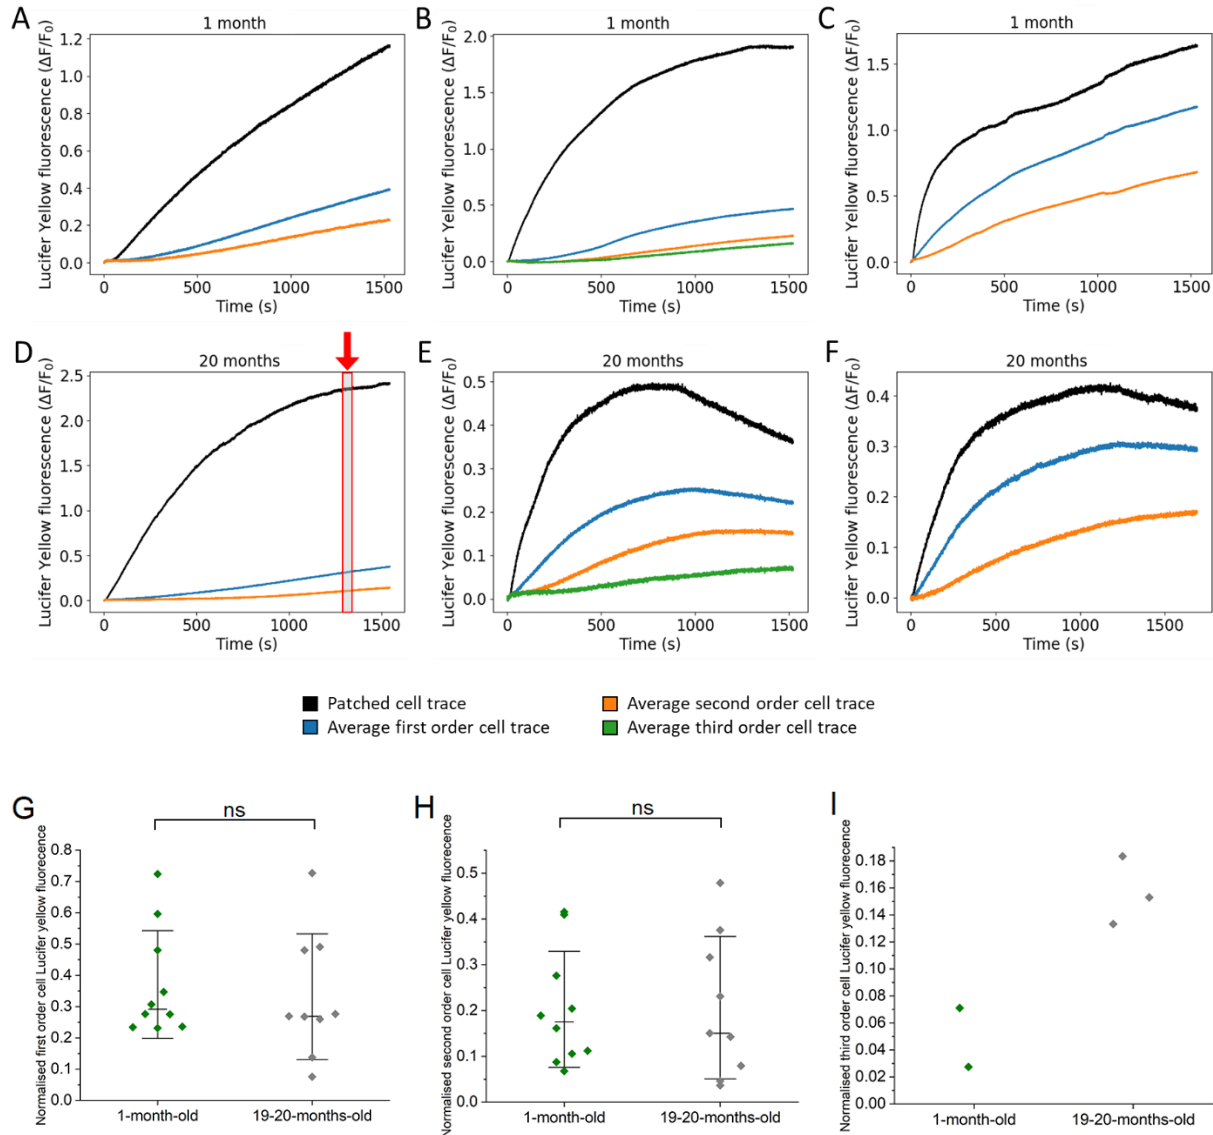 A
1 month
Lucifer Yellow fluorescence (ΔF/F0)
1.2
1.0
0.8
0.6
0.4
0.2
0.0
0 500 1000 1500
Time (s)
B
1 month
Lucifer Yellow fluorescence (ΔF/F0)
2.0
1.5
1.0
0.5
0.0
0 500 1000 1500
Time (s)
C
1 month
Lucifer Yellow fluorescence (ΔF/F0)
1.5
1.0
0.5
0.0
0 500 1000 1500
Time (s)
D
20 months
Lucifer Yellow fluorescence (ΔF/F0)
2.5
2.0
1.5
1.0
0.5
0.0
0 500 1000 1500
Time (s)
E
20 months
Lucifer Yellow fluorescence (ΔF/F0)
0.5
0.4
0.3
0.2
0.1
0.0
0 500 1000 1500
Time (s)
F
20 months
Lucifer Yellow fluorescence (ΔF/F0)
0.4
0.3
0.2
0.1
0.0
0 500 1000 1500
Time (s)
Patched cell trace
Average first order cell trace
Average second order cell trace
Average third order cell trace
G
ns
Normalised first order cell Lucifer yellow fluorecence
0.8
0.7
0.6
0.5
0.4
0.3
0.2
0.1
0.0
1-month-old 19-20-months-old
H
ns
Normalised second order cell Lucifer yellow fluorescence
0.5
0.4
0.3
0.2
0.1
0.0
1-month-old 19-20-months-old
I
Normalised third order cell Lucifer yellow fluorescence
0.18
0.16
0.14
0.12
0.10
0.08
0.06
0.04
0.02
0.00
1-month-old 19-20-months-old